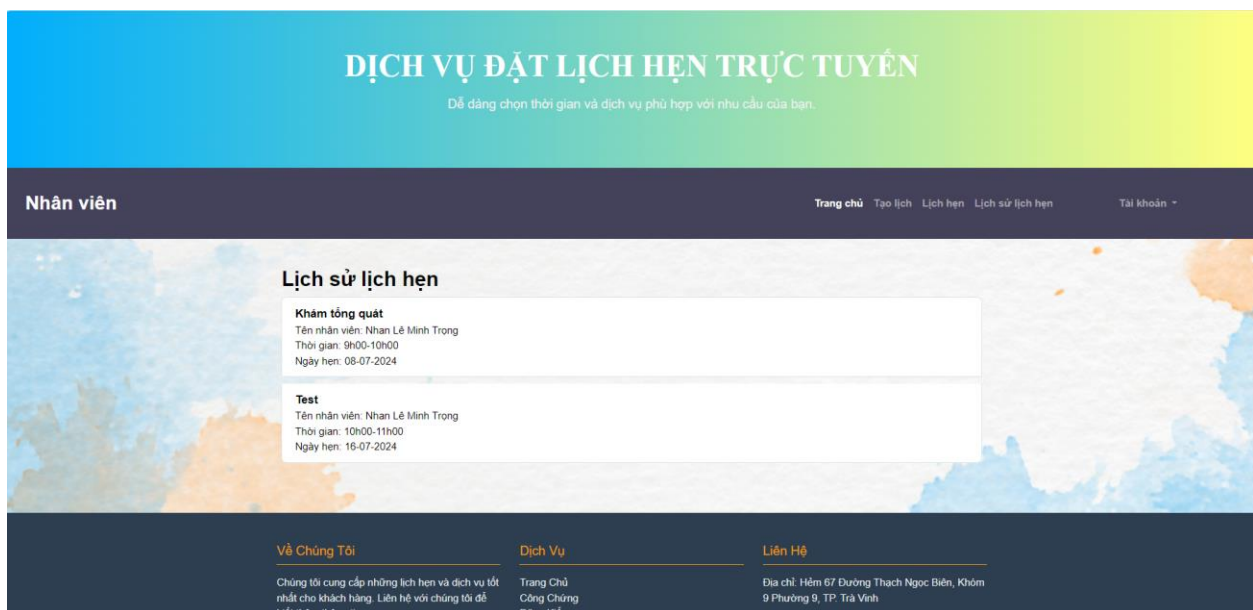 DỊCH VỤ ĐẶT LỊCH HẸN TRỰC TUYẾN
Dễ dàng chọn thời gian và dịch vụ phù hợp với nhu cầu của bạn.
Nhân viên
Trang chủ Tạo lịch Lịch hẹn Lịch sử lịch hẹn Tài khoản
Lịch sử lịch hẹn
Khám tổng quát
Tên nhân viên: Nhan Lê Minh Trọng
Thời gian: 9h00-10h00
Ngày hẹn: 08-07-2024
Test
Tên nhân viên: Nhan Lê Minh Trọng
Thời gian: 10h00-11h00
Ngày hẹn: 16-07-2024
Về Chúng Tôi
Chúng tôi cung cấp những lịch hẹn và dịch vụ tốt
nhất cho khách hàng. Liên hệ với chúng tôi để
Dịch Vụ
Trang Chủ
Công Chứng
Liên Hệ
Địa chỉ: Hẻm 67 Đường Thạch Ngọc Biên, Khóm
9 Phường 9, TP. Trà Vinh